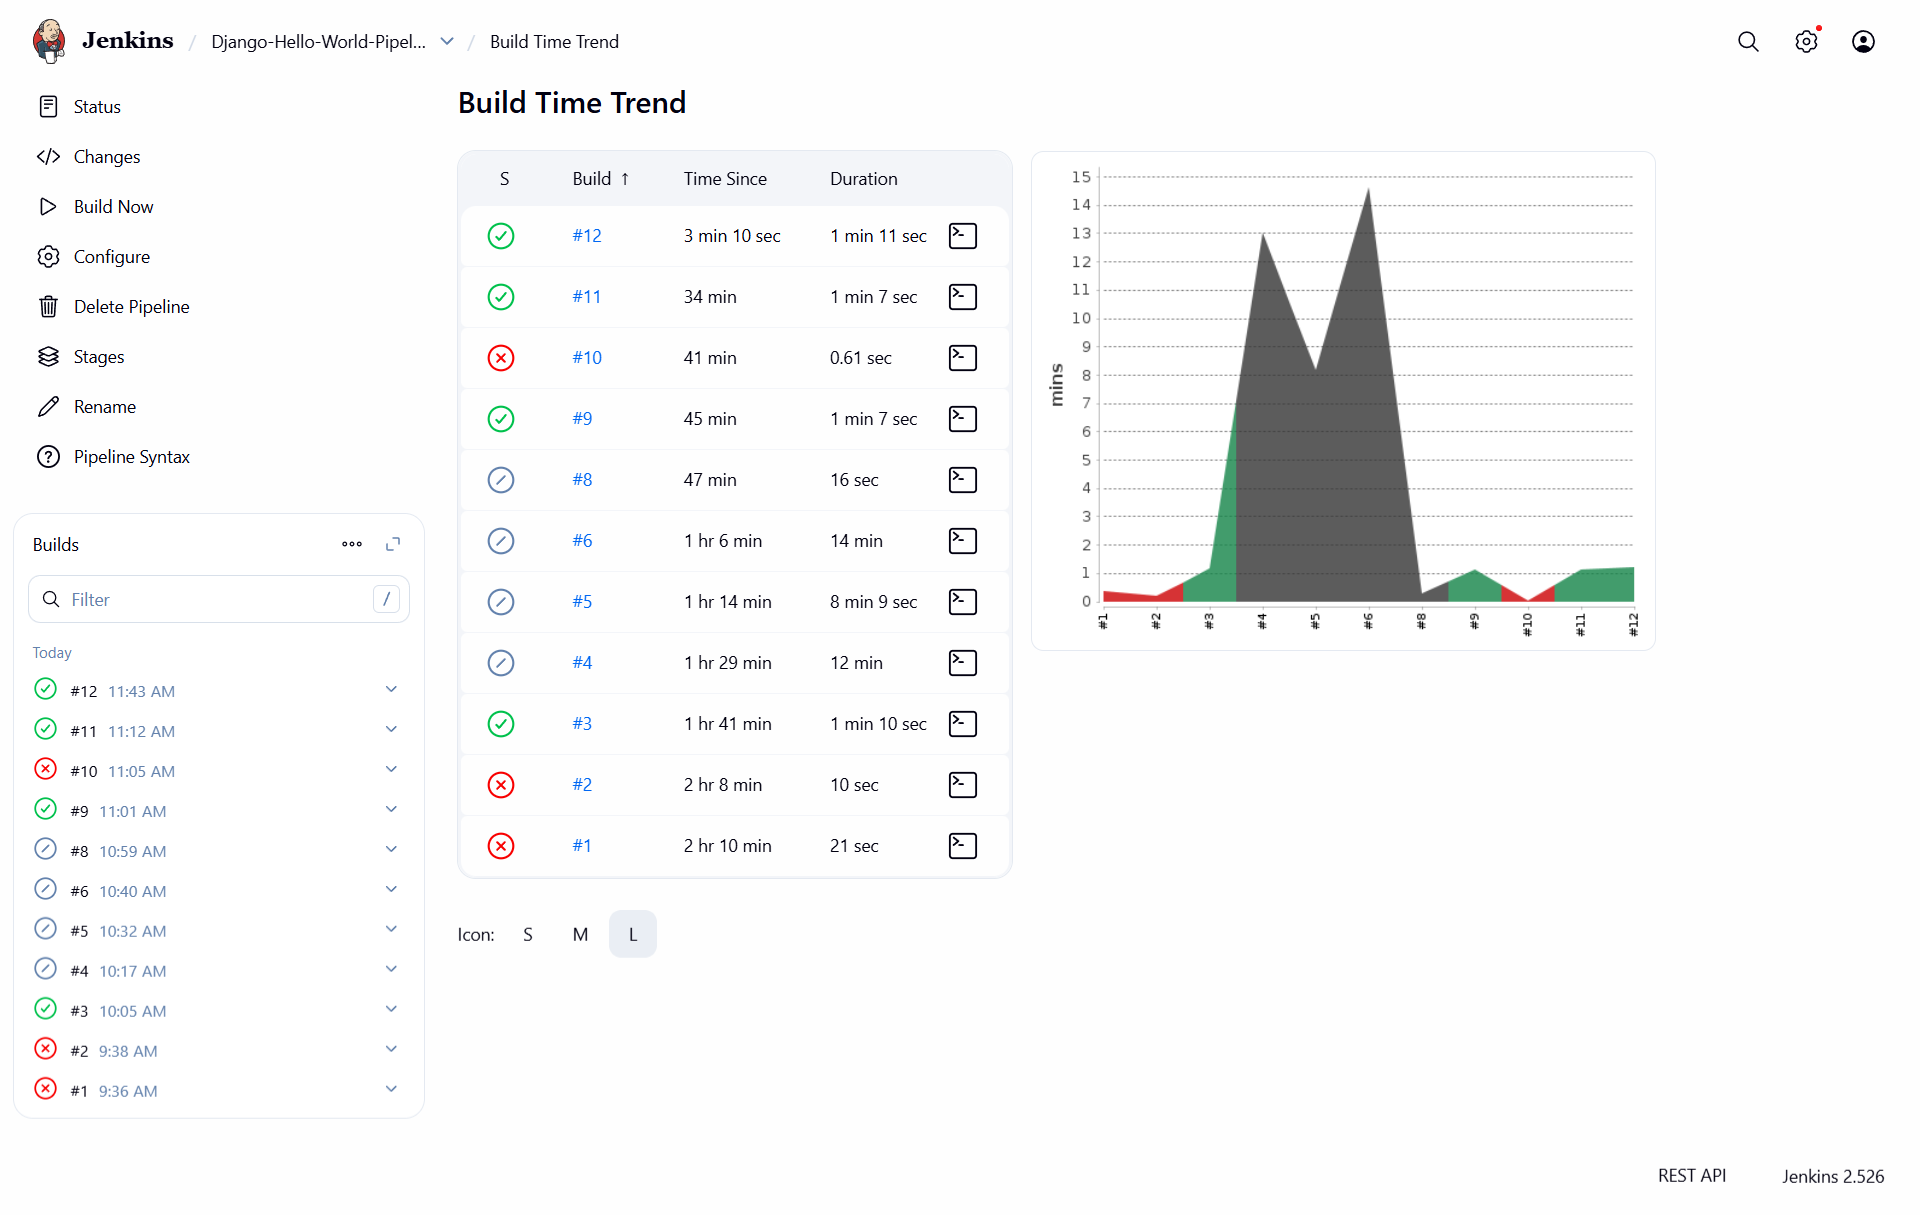 Jenkins / Django-Hello-World-Pipel... / Build Time Trend
Status
Changes
Build Now
Configure
Delete Pipeline
Stages
Rename
Pipeline Syntax
Builds
Filter /
Today
#12 11:43 AM
#11 11:12 AM
#10 11:05 AM
#9 11:01 AM
#8 10:59 AM
#6 10:40 AM
#5 10:32 AM
#4 10:17 AM
#3 10:05 AM
#2 9:38 AM
#1 9:36 AM
Build Time Trend
S Build ↑ Time Since Duration
#12 3 min 10 sec 1 min 11 sec
#11 34 min 1 min 7 sec
#10 41 min 0.61 sec
#9 45 min 1 min 7 sec
#8 47 min 16 sec
#6 1 hr 6 min 14 min
#5 1 hr 14 min 8 min 9 sec
#4 1 hr 29 min 12 min
#3 1 hr 41 min 1 min 10 sec
#2 2 hr 8 min 10 sec
#1 2 hr 10 min 21 sec
Icon: S M L
mins
15
14
13
12
11
10
9
8
7
6
5
4
3
2
1
0
#1 #2 #3 #4 #5 #6 #8 #9 #10 #11 #12
REST API Jenkins 2.526